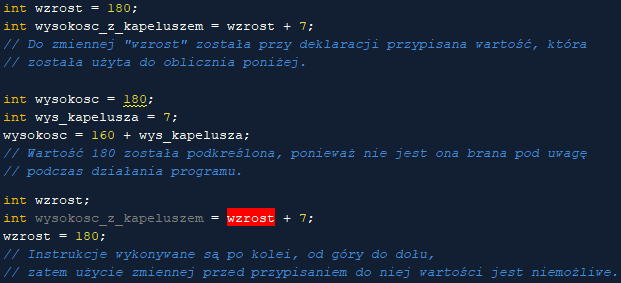 int wzrost = 180;
int wysokosc_z_kapeluszem = wzrost + 7;
// Do zmiennej "wzrost" została przy deklaracji przypisana wartość, która
// została użyta do oblicznia poniżej.
int wysokosc = 180;
int wys_kapelusza = 7;
wysokosc = 160 + wys_kapelusza;
// Wartość 180 została podkreślona, ponieważ nie jest ona brana pod uwagę
// podczas działania programu.
int wzrost;
int wysokosc_z_kapeluszem = wzrost + 7;
wzrost = 180;
// Instrukcje wykonywane są po kolei, od góry do dołu,
// zatem użycie zmiennej przed przypisaniem do niej wartości jest niemożliwe.